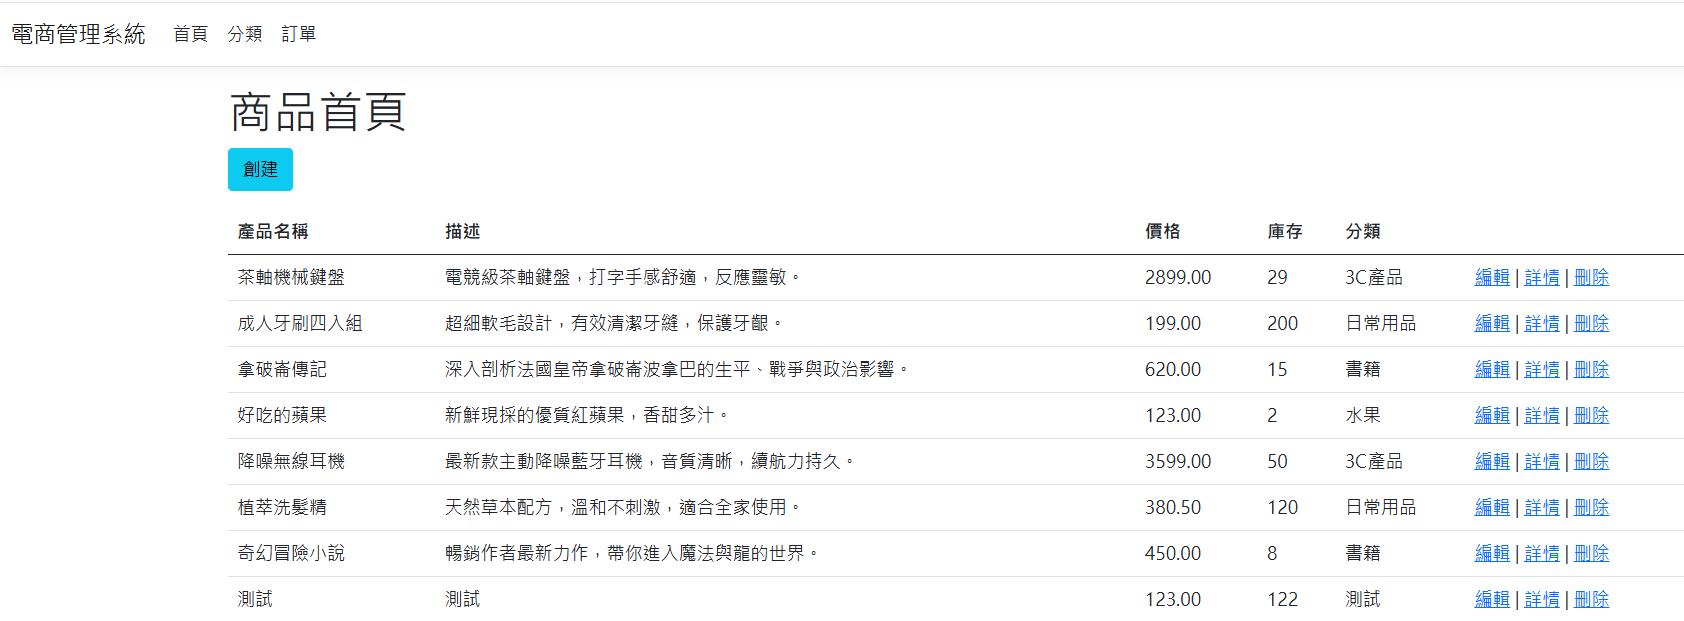 電商管理系統 首頁 分類 訂單
商品首頁
創建
產品名稱 描述 價格 庫存 分類
茶軸機械鍵盤 電競級茶軸鍵盤，打字手感舒適，反應靈敏。 2899.00 29 3C產品 編輯 | 詳情 | 刪除
成人牙刷四入組 超細軟毛設計，有效清潔牙縫，保護牙齦。 199.00 200 日常用品 編輯 | 詳情 | 刪除
拿破崙傳記 深入剖析法國皇帝拿破崙波拿巴的生平、戰爭與政治影響。 620.00 15 書籍 編輯 | 詳情 | 刪除
好吃的蘋果 新鮮現採的優質紅蘋果，香甜多汁。 123.00 2 水果 編輯 | 詳情 | 刪除
降噪無線耳機 最新款主動降噪藍牙耳機，音質清晰，續航力持久。 3599.00 50 3C產品 編輯 | 詳情 | 刪除
植萃洗髮精 天然草本配方，溫和不刺激，適合全家使用。 380.50 120 日常用品 編輯 | 詳情 | 刪除
奇幻冒險小說 暢銷作者最新力作，帶你進入魔法與龍的世界。 450.00 8 書籍 編輯 | 詳情 | 刪除
測試 測試 123.00 122 測試 編輯 | 詳情 | 刪除